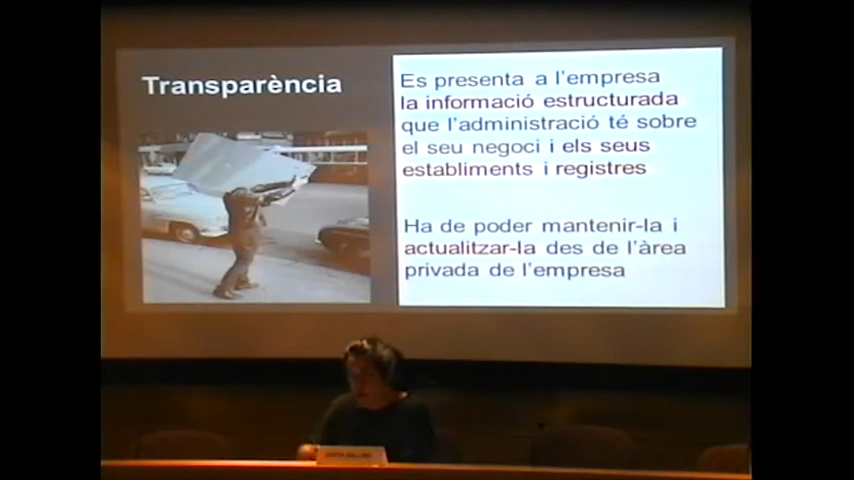 Transparència
Es presenta a l'empresa
la informació estructurada
que l'administració té sobre
el seu negoci i els seus
establiments i registres
Ha de poder mantenir-la i
actualitzar-la des de l'àrea
privada de l'empresa